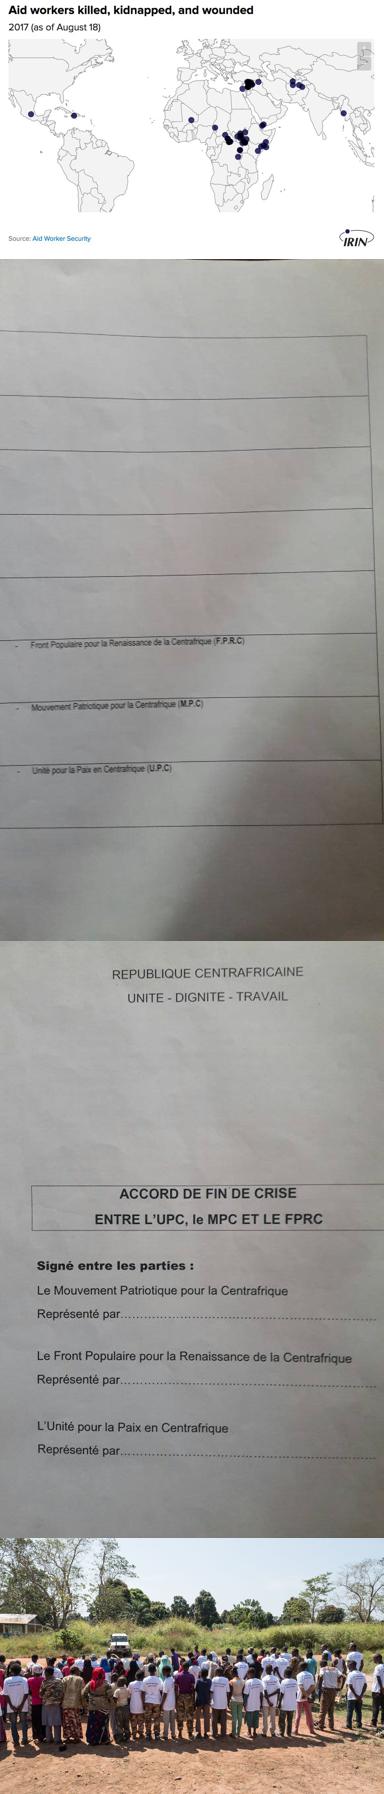 Aid workers killed, kidnapped, and wounded
2017 (as of August 18)
Source: Aid Worker Security
IRIN
- Front Populaire pour la Renaissance de la Centrafrique (F.P.R.C)
- Mouvement Patriotique pour la Centrafrique (M.P.C)
- Unité pour la Paix en Centrafrique (U.P.C)
REPUBLIQUE CENTRAFRICAINE
UNITE - DIGNITE - TRAVAIL
ACCORD DE FIN DE CRISE
ENTRE L'UPC, le MPC ET LE FPRC
Signé entre les parties :
Le Mouvement Patriotique pour la Centrafrique
Représenté par........................................................................
Le Front Populaire pour la Renaissance de la Centrafrique
Représenté par........................................................................
L'Unité pour la Paix en Centrafrique
Représenté par........................................................................